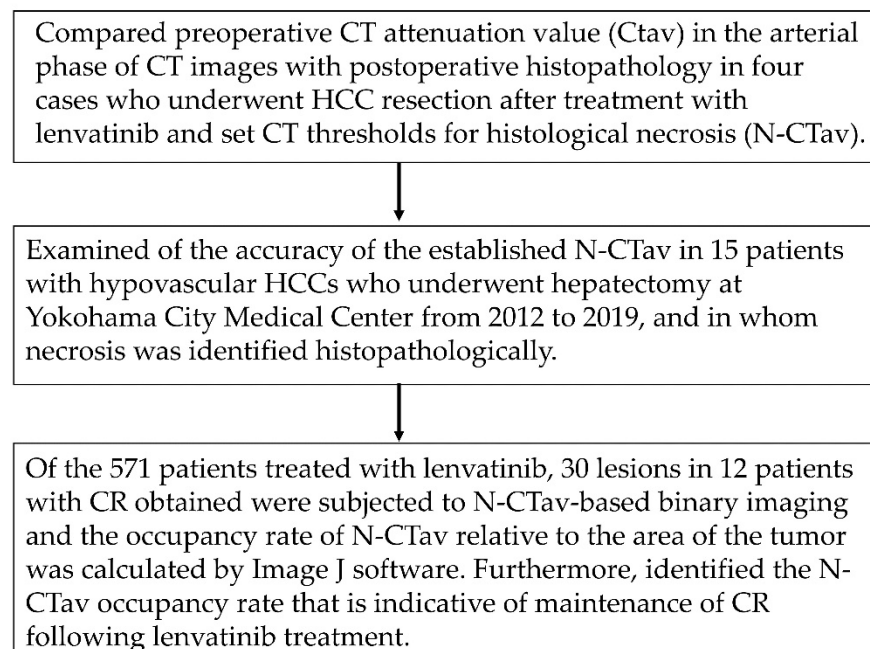 Compared preoperative CT attenuation value (Ctav) in the arterial
phase of CT images with postoperative histopathology in four
cases who underwent HCC resection after treatment with
lenvatinib and set CT thresholds for histological necrosis (N-CTav).
Examined of the accuracy of the established N-CTav in 15 patients
with hypovascular HCCs who underwent hepatectomy at
Yokohama City Medical Center from 2012 to 2019, and in whom
necrosis was identified histopathologically.
Of the 571 patients treated with lenvatinib, 30 lesions in 12 patients
with CR obtained were subjected to N-CTav-based binary imaging
and the occupancy rate of N-CTav relative to the area of the tumor
was calculated by Image J software. Furthermore, identified the N-
CTav occupancy rate that is indicative of maintenance of CR
following lenvatinib treatment.